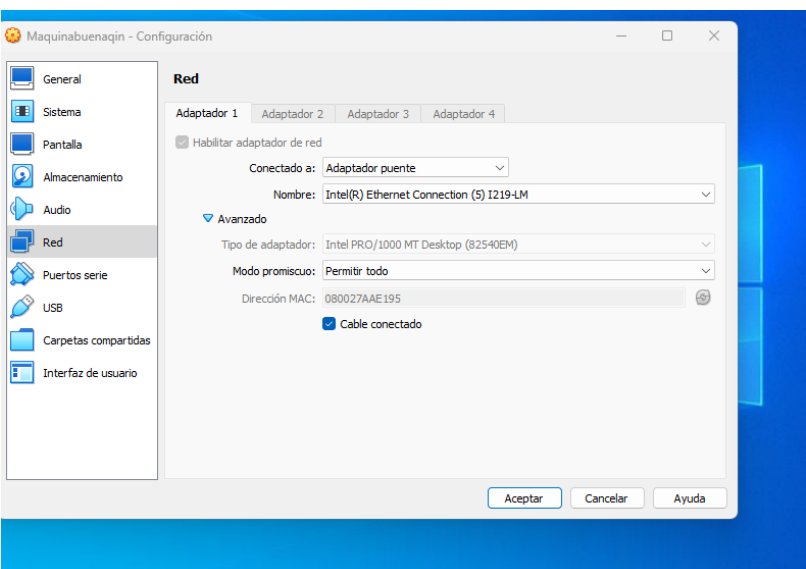 Maquinabuenaqin - Configuración
General
Sistema
Pantalla
Almacenamiento
Audio
Red
Puertos serie
USB
Carpetas compartidas
Interfaz de usuario
Red
Adaptador 1 Adaptador 2 Adaptador 3 Adaptador 4
Habilitar adaptador de red
Conectado a: Adaptador puente
Nombre: Intel(R) Ethernet Connection (5) I219-LM
Avanzado
Tipo de adaptador: Intel PRO/1000 MT Desktop (82540EM)
Modo promiscuo: Permitir todo
Dirección MAC: 080027AAE195
Cable conectado
Aceptar Cancelar Ayuda